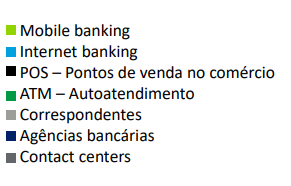 Mobile banking
Internet banking
POS – Pontos de venda no comércio
ATM – Autoatendimento
Correspondentes
Agências bancárias
Contact centers